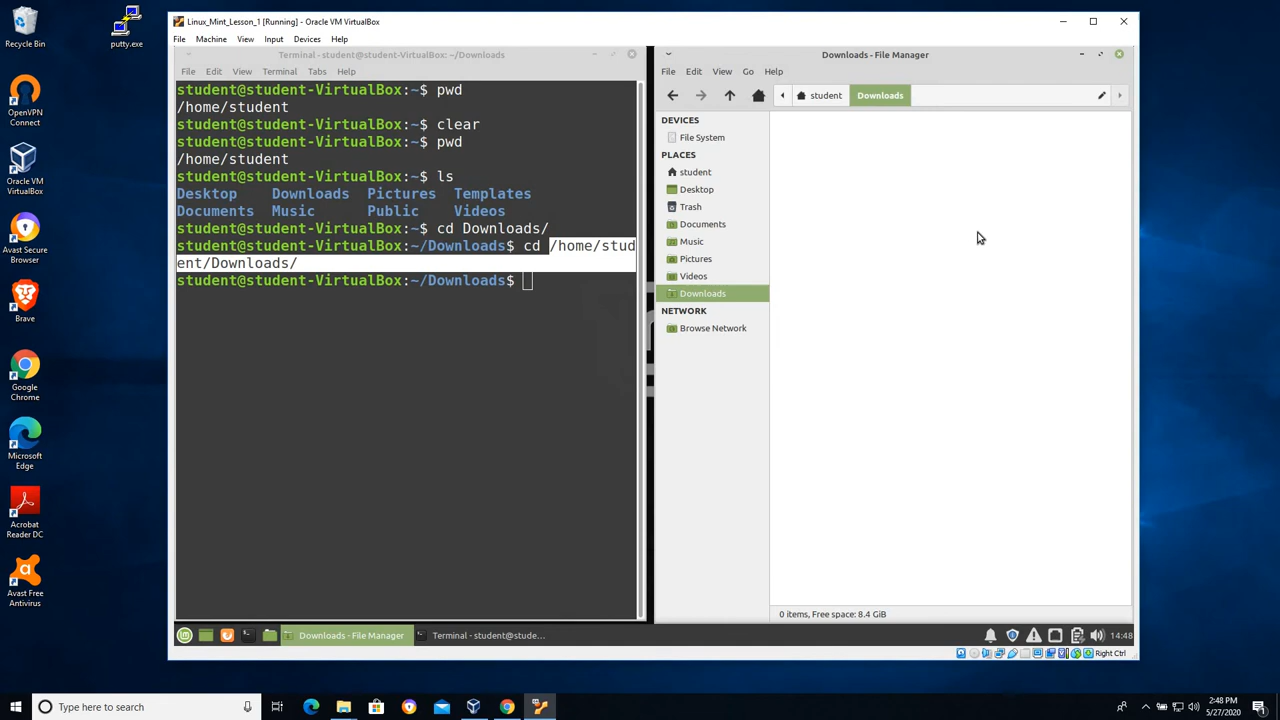 Linux_Mint_Lesson_1 [Running] - Oracle VM VirtualBox
File Machine View Input Devices Help
Recycle Bin
putty.exe
OpenVPN Connect
Oracle VM VirtualBox
Avast Secure Browser
Brave
Google Chrome
Microsoft Edge
Acrobat Reader DC
Avast Free Antivirus
Terminal - student@student-VirtualBox: ~/Downloads
File Edit View Terminal Tabs Help
student@student-VirtualBox:~$ pwd
/home/student
student@student-VirtualBox:~$ clear
student@student-VirtualBox:~$ pwd
/home/student
student@student-VirtualBox:~$ ls
Desktop Downloads Pictures Templates
Documents Music Public Videos
student@student-VirtualBox:~$ cd Downloads/
student@student-VirtualBox:~/Downloads$ cd /home/stud
ent/Downloads/
student@student-VirtualBox:~/Downloads$
Downloads - File Manager
File Edit View Go Help
student Downloads
DEVICES
File System
PLACES
student
Desktop
Trash
Documents
Music
Pictures
Videos
Downloads
NETWORK
Browse Network
0 items, Free space: 8.4 GiB
Downloads - File Manager
Terminal - student@stude...
14:48
Right Ctrl
Type here to search
2:48 PM
5/27/2020
1